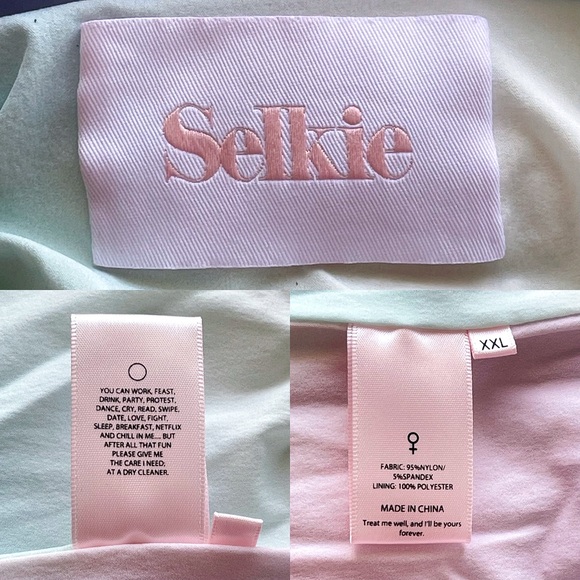 Selkie
YOU CAN WORK, FEAST,
DRINK, PARTY, PROTEST,
DANCE, CRY, READ, SWIPE,
DATE, LOVE, FIGHT,
SLEEP, BREAKFAST, NETFLIX
AND CHILL IN ME.... BUT
AFTER ALL THAT FUN
PLEASE GIVE ME
THE CARE I NEED;
AT A DRY CLEANER.
XXL
FABRIC: 95%NYLON/
5%SPANDEX
LINING: 100% POLYESTER
MADE IN CHINA
Treat me well, and I'll be yours
forever.